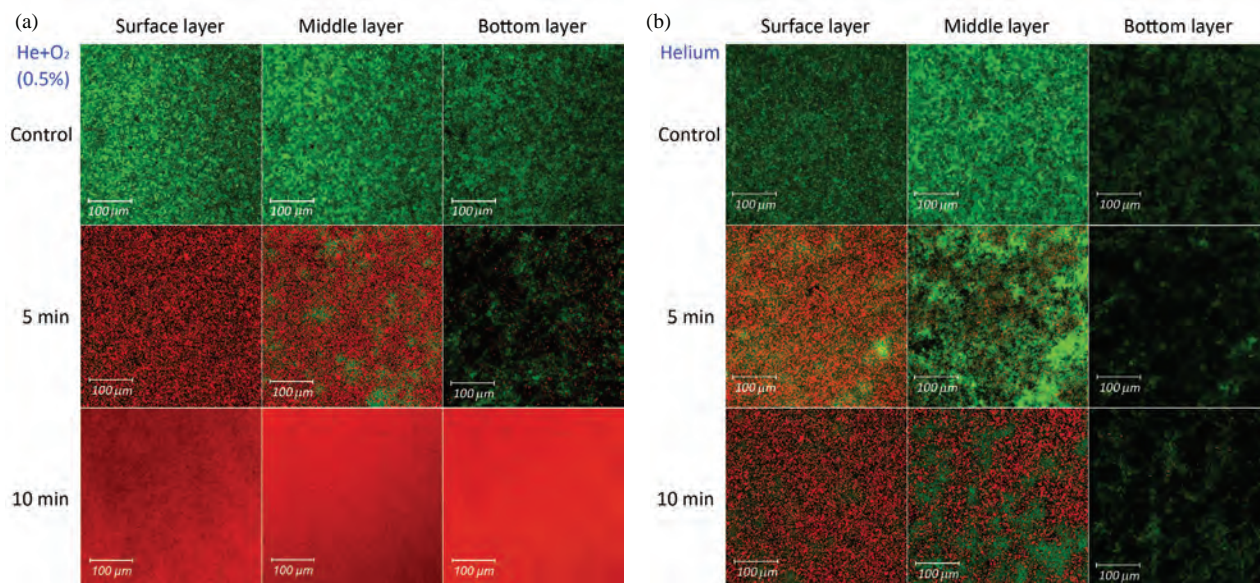 (a)
Surface layer Middle layer Bottom layer
He+O₂
(0.5%)
Control
100 μm 100 μm 100 μm
5 min
100 μm 100 μm 100 μm
10 min
100 μm 100 μm 100 μm
(b)
Surface layer Middle layer Bottom layer
Helium
Control
100 μm 100 μm 100 μm
5 min
100 μm 100 μm 100 μm
10 min
100 μm 100 μm 100 μm